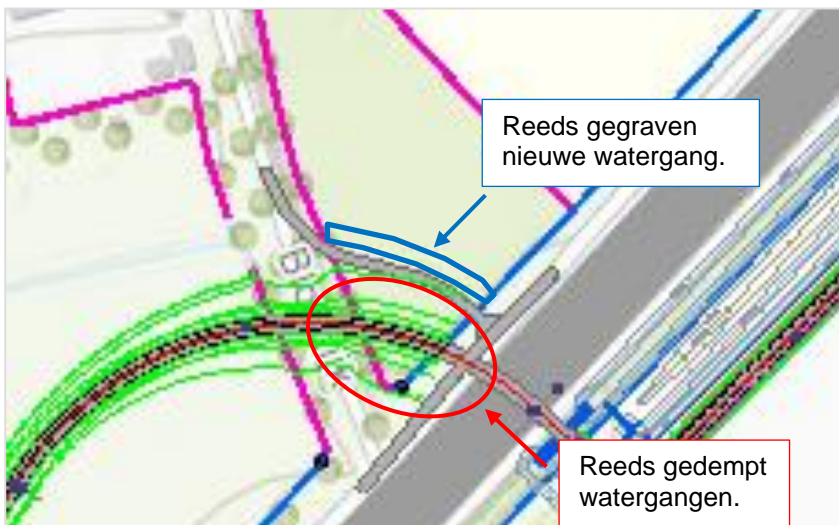 Reeds gegraven
nieuwe watergang.
Reeds gedempt
watergangen.